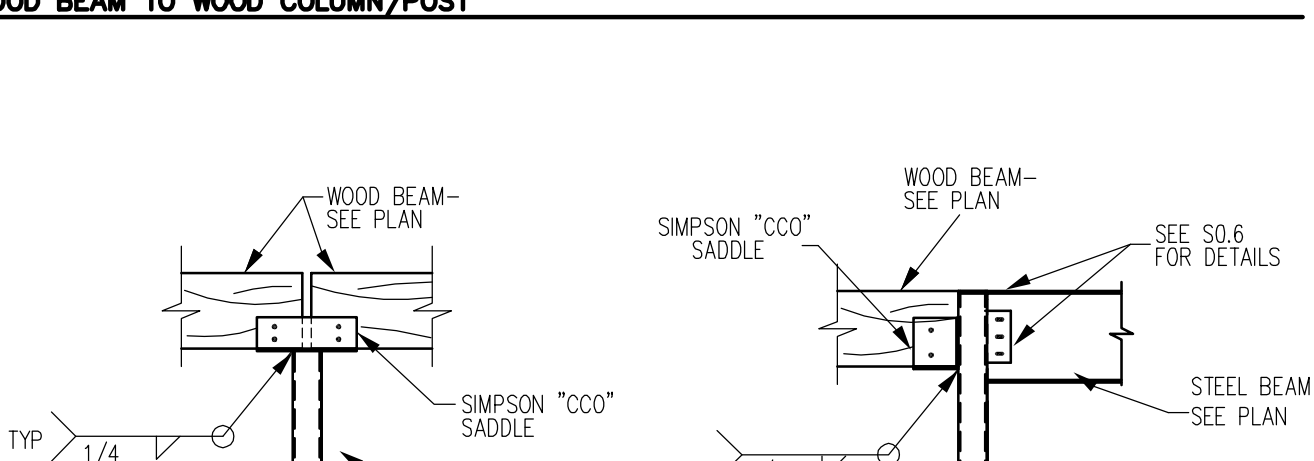 WOOD BEAM TO WOOD COLUMN/POST
WOOD BEAM-
SEE PLAN
SIMPSON "CCO"
SADDLE
TYP
1/4
WOOD BEAM-
SEE PLAN
SIMPSON "CCO"
SADDLE
SEE S0.6
FOR DETAILS
STEEL BEAM
SEE PLAN